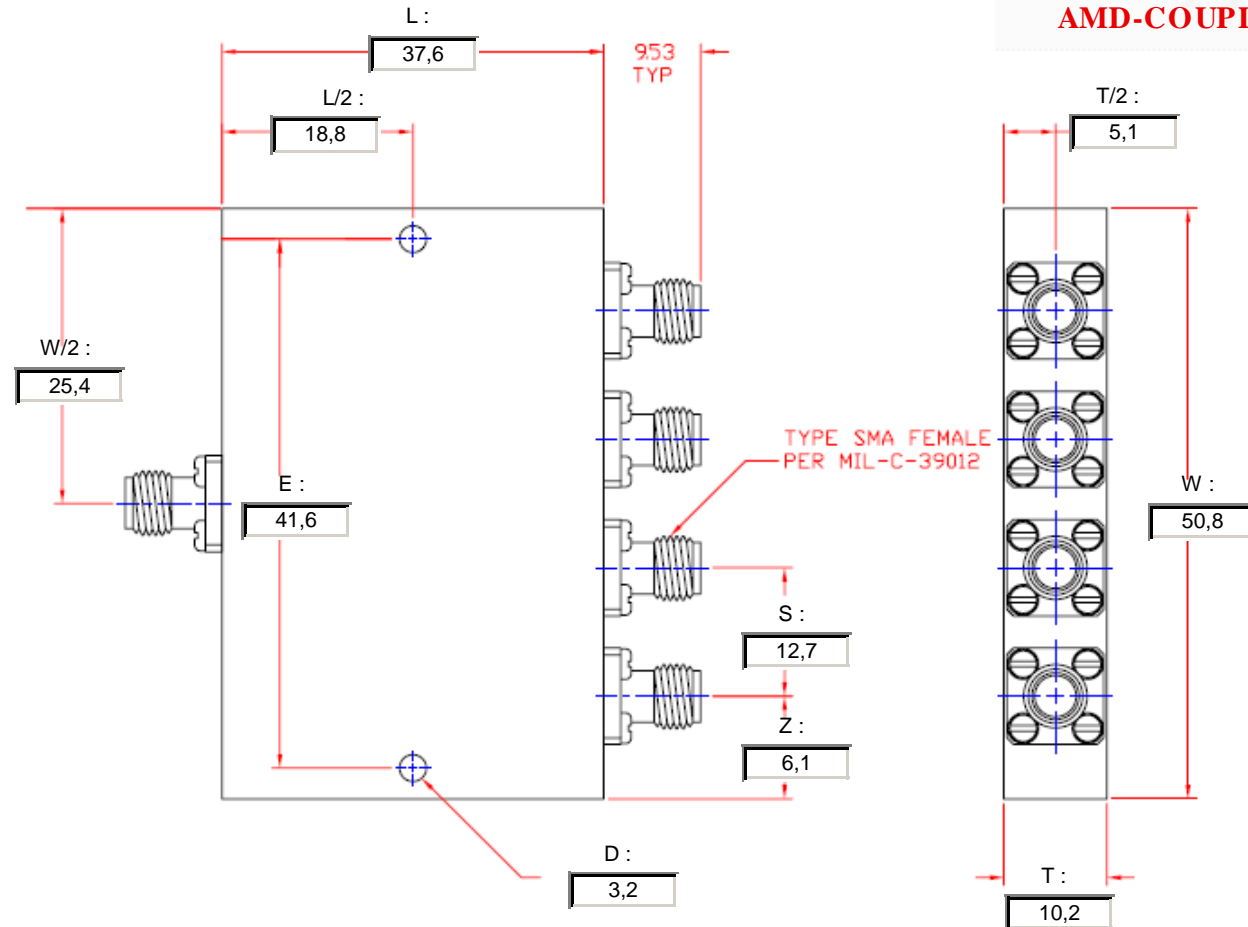 AMD-COUPL
L :
37,6
9.53
TYP
L/2 :
18,8
T/2 :
5,1
W/2 :
25,4
TYPE SMA FEMALE
PER MIL-C-39012
E :
41,6
W :
50,8
S :
12,7
Z :
6,1
D :
3,2
T :
10,2